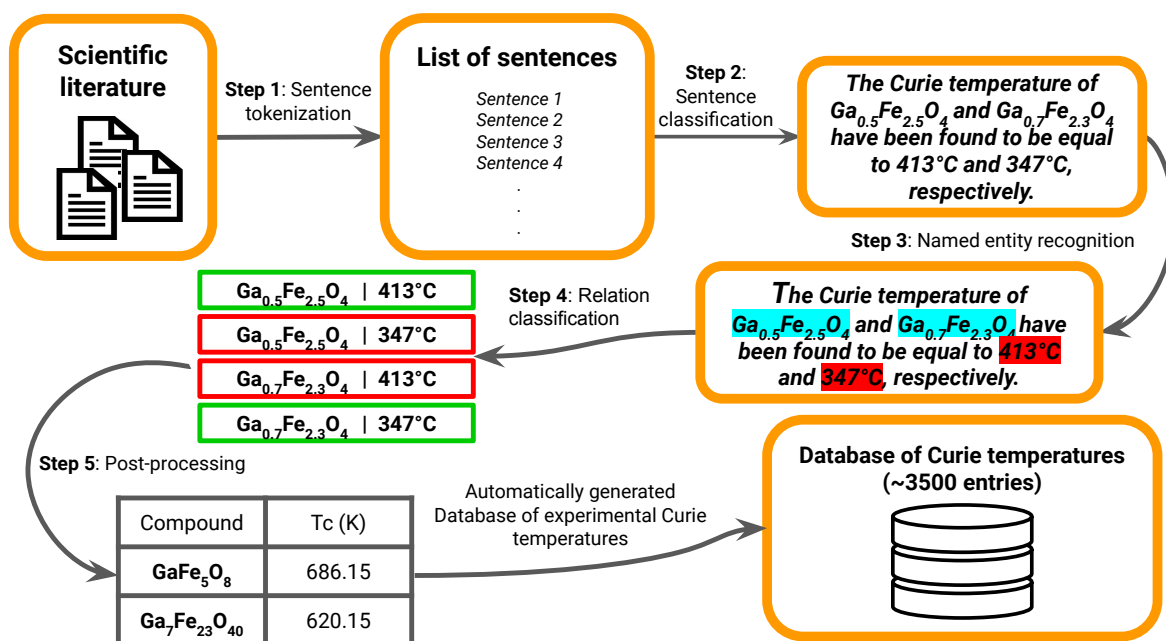 Scientific
literature
Step 1: Sentence
tokenization
List of sentences
Sentence 1
Sentence 2
Sentence 3
Sentence 4
.
.
.
Step 2:
Sentence
classification
The Curie temperature of
Ga0.5Fe2.5O4 and Ga0.7Fe2.3O4
have been found to be equal
to 413°C and 347°C,
respectively.
Step 3: Named entity recognition
The Curie temperature of
Ga0.5Fe2.5O4 and Ga0.7Fe2.3O4 have
been found to be equal to 413°C
and 347°C, respectively.
Step 4: Relation
classification
Ga0.5Fe2.5O4 | 413°C
Ga0.5Fe2.5O4 | 347°C
Ga0.7Fe2.3O4 | 413°C
Ga0.7Fe2.3O4 | 347°C
Step 5: Post-processing
Compound Tc (K)
GaFe5O8 686.15
Ga7Fe23O40 620.15
Automatically generated
Database of experimental Curie
temperatures
Database of Curie temperatures
(~3500 entries)